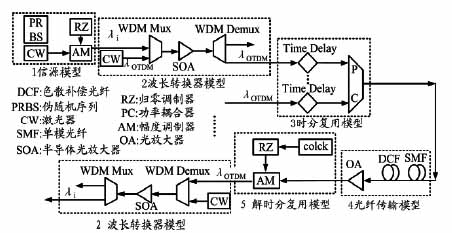 PR
BS
RZ
CW
AM
1信源模型
λi
WDM Mux
WDM Demux
CW
λOTDM
SOA
λOTDM
2波长转换器模型
Time Delay
Time Delay
λOTDM
P
C
3时分复用模型
DCF:色散补偿光纤
PRBS:伪随机序列
CW:激光器
SMF:单模光纤
SOA:半导体光放大器
RZ:归零调制器
PC:功率耦合器
AM:幅度调制器
OA:光放大器
WDM Mux
WDM Demux
λi
SOA
λOTDM
CW
2 波长转换器模型
RZ
colck
AM
5 解时分复用模型
OA
DCF
SMF
4光纤传输模型